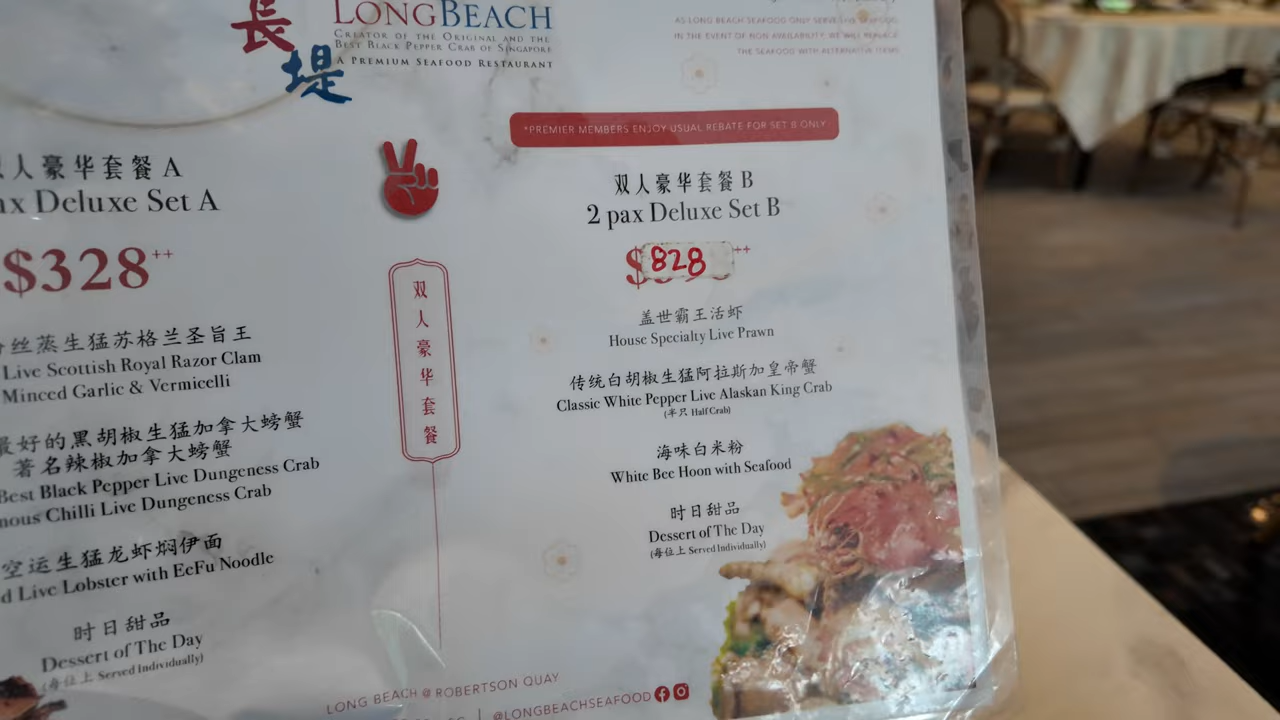 長堤
LONGBEACH
CREATOR OF THE ORIGINAL AND THE
BEST BLACK PEPPER CRAB OF SINGAPORE
A PREMIUM SEAFOOD RESTAURANT
AS LONG BEACH SEAFOOD ONLY SERVE LIVE SEAFOOD,
IN THE EVENT OF NON AVAILABILITY, WE WILL REPLACE
THE SEAFOOD WITH ALTERNATIVE ITEMS
*PREMIER MEMBERS ENJOY USUAL REBATE FOR SET B ONLY
人豪华套餐 A
Deluxe Set A
$328++
丝蒸生猛苏格兰圣旨王
Live Scottish Royal Razor Clam
Minced Garlic & Vermicelli
最好的黑胡椒生猛加拿大螃蟹
著名辣椒加拿大螃蟹
Best Black Pepper Live Dungeness Crab
Chilli Live Dungeness Crab
空运生猛龙虾焖伊面
Live Lobster with EeFu Noodle
时日甜品
Dessert of The Day
(每位上 Served Individually)
双人豪华套餐
双人豪华套餐 B
2 pax Deluxe Set B
$828++
盖世霸王活虾
House Specialty Live Prawn
传统白胡椒生猛阿拉斯加皇帝蟹
Classic White Pepper Live Alaskan King Crab
(半只 Half Crab)
海味白米粉
White Bee Hoon with Seafood
时日甜品
Dessert of The Day
(每位上 Served Individually)
LONG BEACH @ ROBERTSON QUAY
| @LONGBEACHSEAFOOD